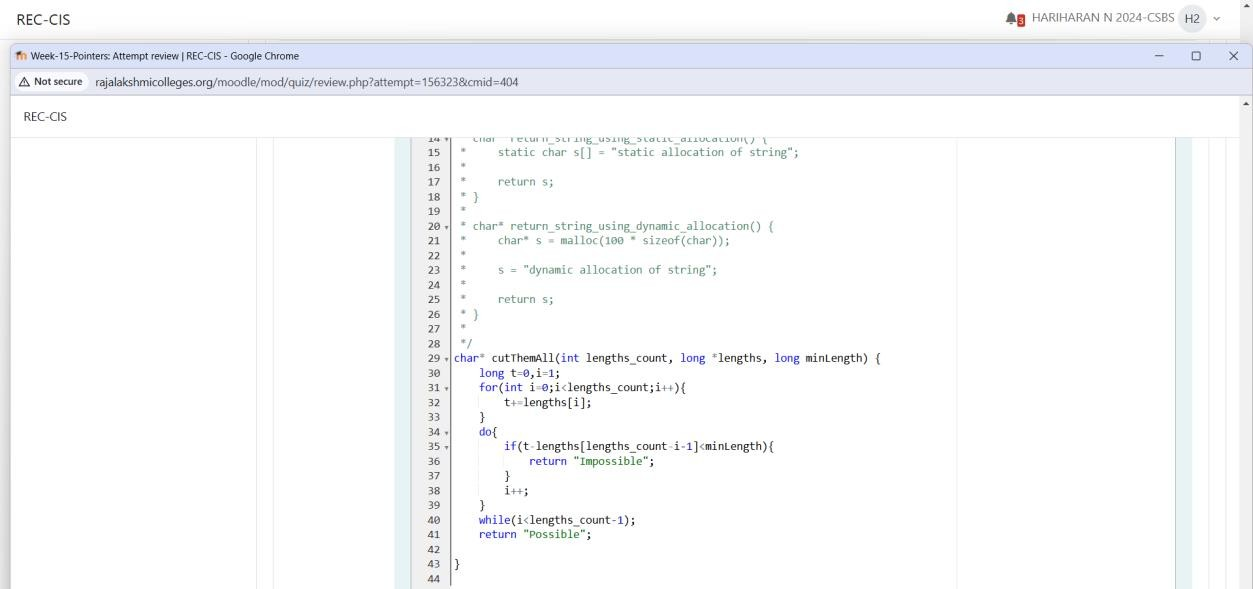 REC-CIS
3 HARIHARAN N 2024-CSBS H2
Week-15-Pointers: Attempt review | REC-CIS - Google Chrome
Not secure rajalakshmicolleges.org/moodle/mod/quiz/review.php?attempt=156323&cmid=404
REC-CIS
14 * char* return_string_using_static_allocation() {
15 * static char s[] = "static allocation of string";
16 *
17 * return s;
18 * }
19 *
20 * char* return_string_using_dynamic_allocation() {
21 * char* s = malloc(100 * sizeof(char));
22 *
23 * s = "dynamic allocation of string";
24 *
25 * return s;
26 * }
27 *
28 */
29 char* cutThemAll(int lengths_count, long *lengths, long minLength) {
30 long t=0,i=1;
31 for(int i=0;i<lengths_count;i++){
32 t+=lengths[i];
33 }
34 do{
35 if(t-lengths[lengths_count-i-1]<minLength){
36 return "Impossible";
37 }
38 i++;
39 }
40 while(i<lengths_count-1);
41 return "Possible";
42
43 }
44